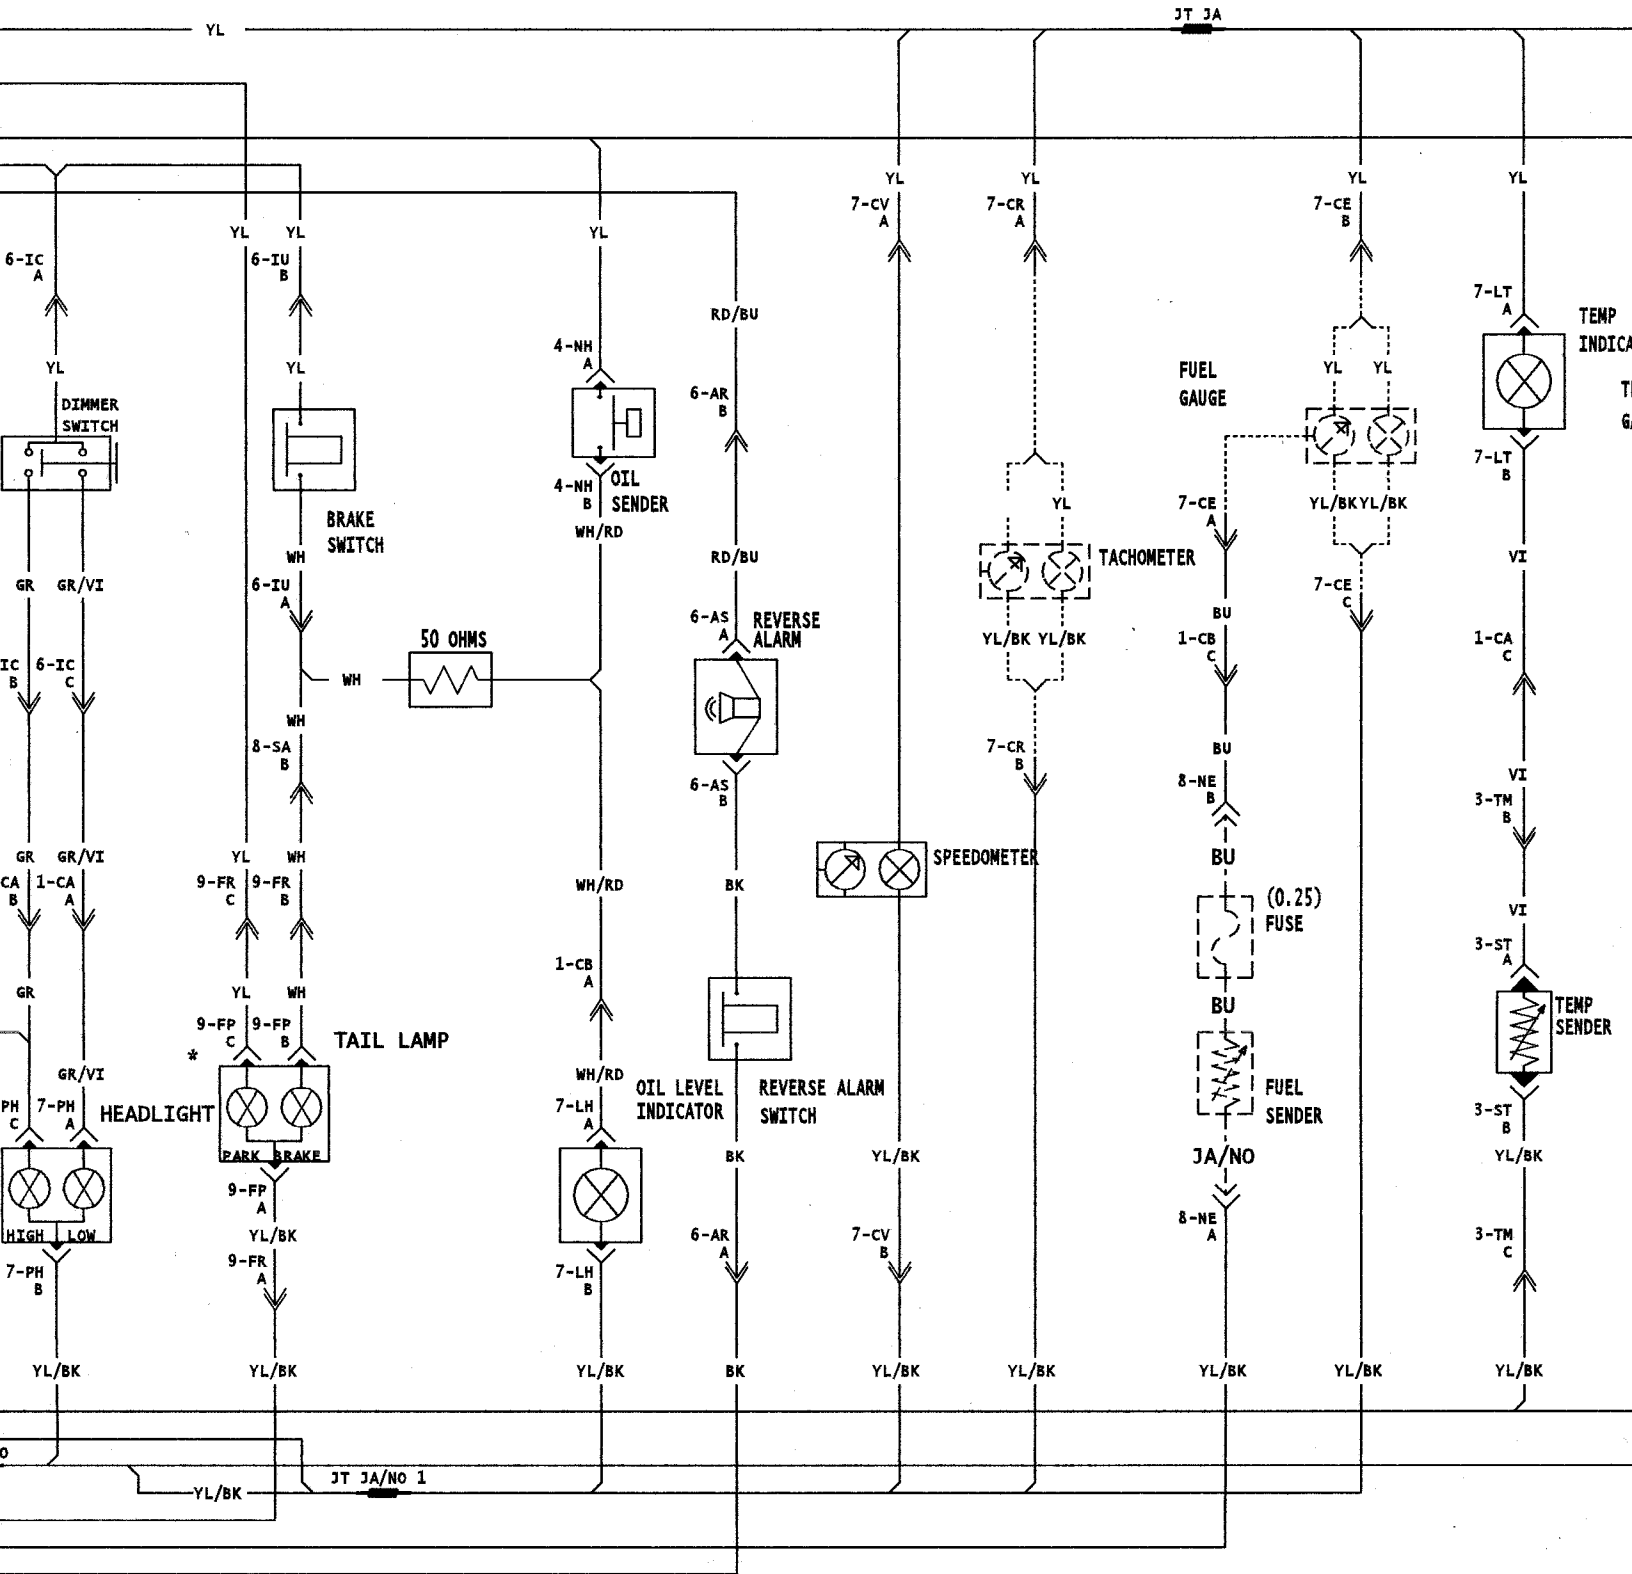 JT JA
YL
YL
YL
YL
YL
7-CV
A
7-CR
A
7-CE
B
YL
YL
YL
6-IC
A
6-IU
B
7-LT
A
RD/BU
TEMP
INDICA
4-NH
A
YL
YL
FUEL
GAUGE
YL
YL
6-AR
B
DIMMER
SWITCH
7-LT
B
4-NH
B
OIL
SENDER
YL
7-CE
A
YL/BK
YL/BK
BRAKE
SWITCH
WH/RD
WH
RD/BU
TACHOMETER
VI
GR
GR/VI
6-IU
A
7-CE
C
BU
6-AS
A
REVERSE
ALARM
50 OHMS
YL/BK
YL/BK
1-CB
C
1-CA
C
IC
B
6-IC
C
WH
WH
8-SA
B
7-CR
B
BU
6-AS
B
8-NE
B
VI
3-TM
B
GR
GR/VI
YL
WH
SPEEDOMETER
BU
CA
B
1-CA
A
9-FR
C
9-FR
B
WH/RD
BK
(0.25)
FUSE
VI
3-ST
A
1-CB
A
GR
YL
WH
BU
TEMP
SENDER
9-FP
C
9-FP
B
*
TAIL LAMP
GR/VI
WH/RD
OIL LEVEL
INDICATOR
REVERSE ALARM
SWITCH
FUEL
SENDER
PH
C
7-PH
A
HEADLIGHT
7-LH
A
3-ST
B
PARK
BRAKE
BK
YL/BK
JA/NO
YL/BK
9-FP
A
8-NE
A
HIGH
LOW
YL/BK
6-AR
A
7-CV
B
3-TM
C
7-PH
B
9-FR
A
7-LH
B
YL/BK
YL/BK
YL/BK
BK
YL/BK
YL/BK
YL/BK
YL/BK
YL/BK
JT JA/NO 1
YL/BK